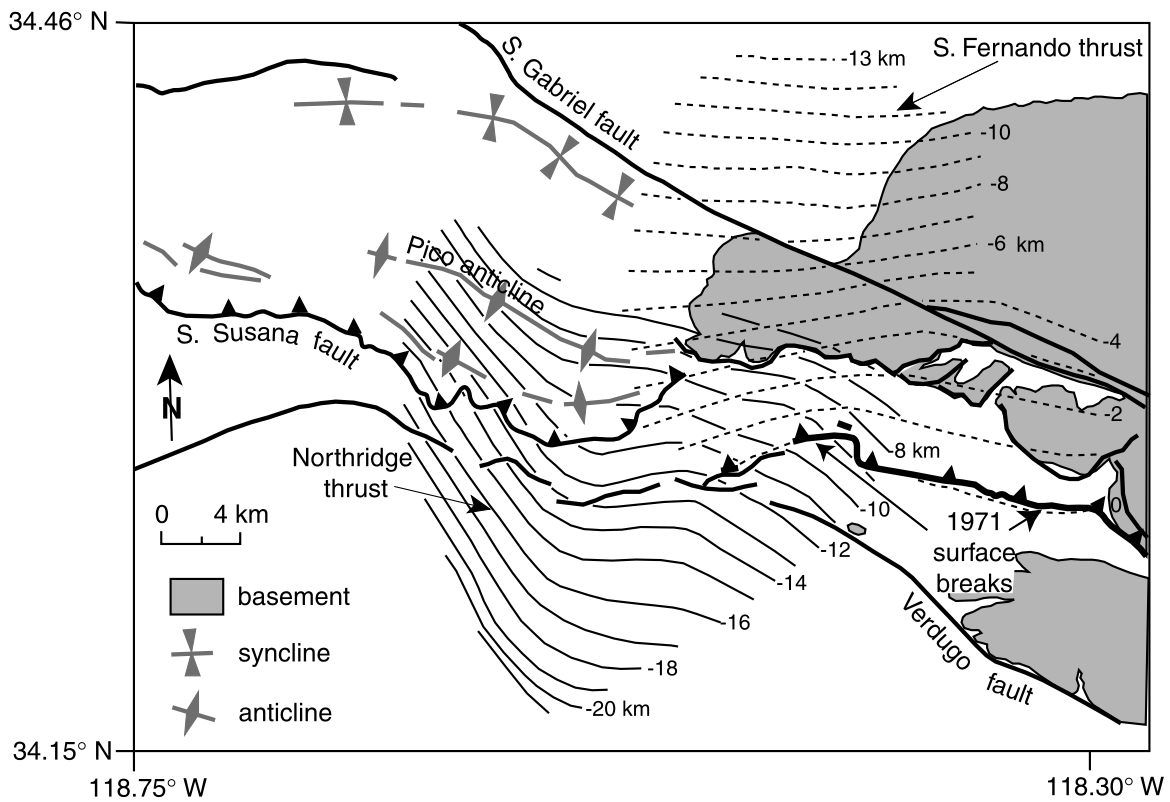 34.46° N
S. Fernando thrust
-13 km
S. Gabriel fault
-10
-8
-6 km
Pico anticline
S. Susana fault
-4
N
-2
Northridge
thrust
-8 km
0 4 km
-10
0
1971
surface
breaks
-12
-14
basement
-16
Verdugo fault
syncline
-18
anticline
-20 km
34.15° N
118.75° W
118.30° W